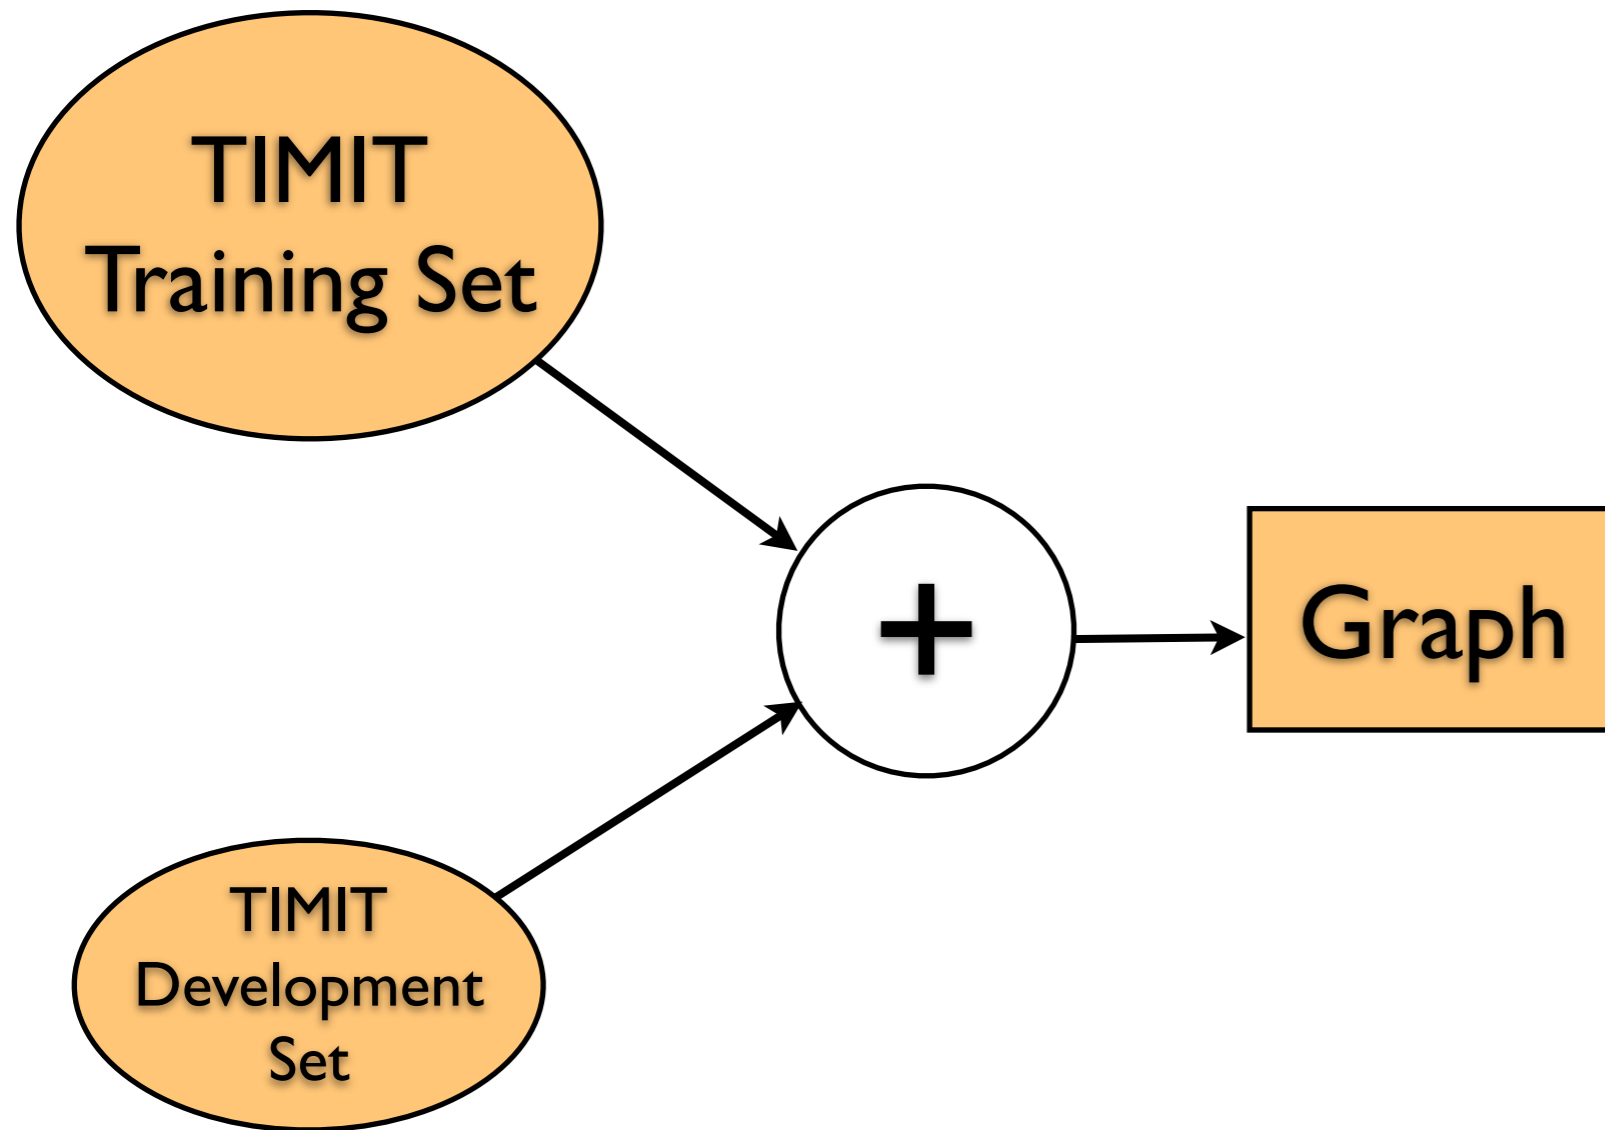 TIMIT
Training Set
+
Graph
TIMIT
Development
Set